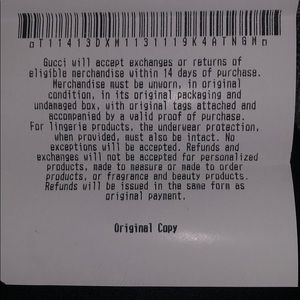 T11413DXM1131119K4ATNGM
Gucci will accept exchanges or returns of
eligible merchandise within 14 days of purchase.
Merchandise must be unworn, in original
condition, in its original packaging and
undamaged box, with original tags attached and
accompanied by a valid proof of purchase.
For lingerie products, the underwear protection,
when provided, must also be intact. No
exceptions will be accepted. Refunds and
exchanges will not be accepted for personalized
products, made to measure or made to order
products, or fragrance and beauty products.
Refunds will be issued in the same form as
original payment.
Original Copy